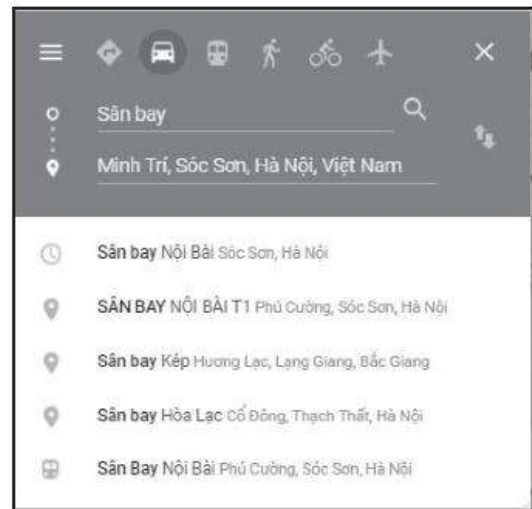 Sân bay
Minh Trí, Sóc Sơn, Hà Nội, Việt Nam
Sân bay Nội Bài Sóc Sơn, Hà Nội
SÂN BAY NỘI BÀI T1 Phú Cường, Sóc Sơn, Hà Nội
Sân bay Kép Hương Lạc, Lạng Giang, Bắc Giang
Sân bay Hòa Lạc Cổ Đông, Thạch Thất, Hà Nội
Sân Bay Nội Bài Phú Cường, Sóc Sơn, Hà Nội